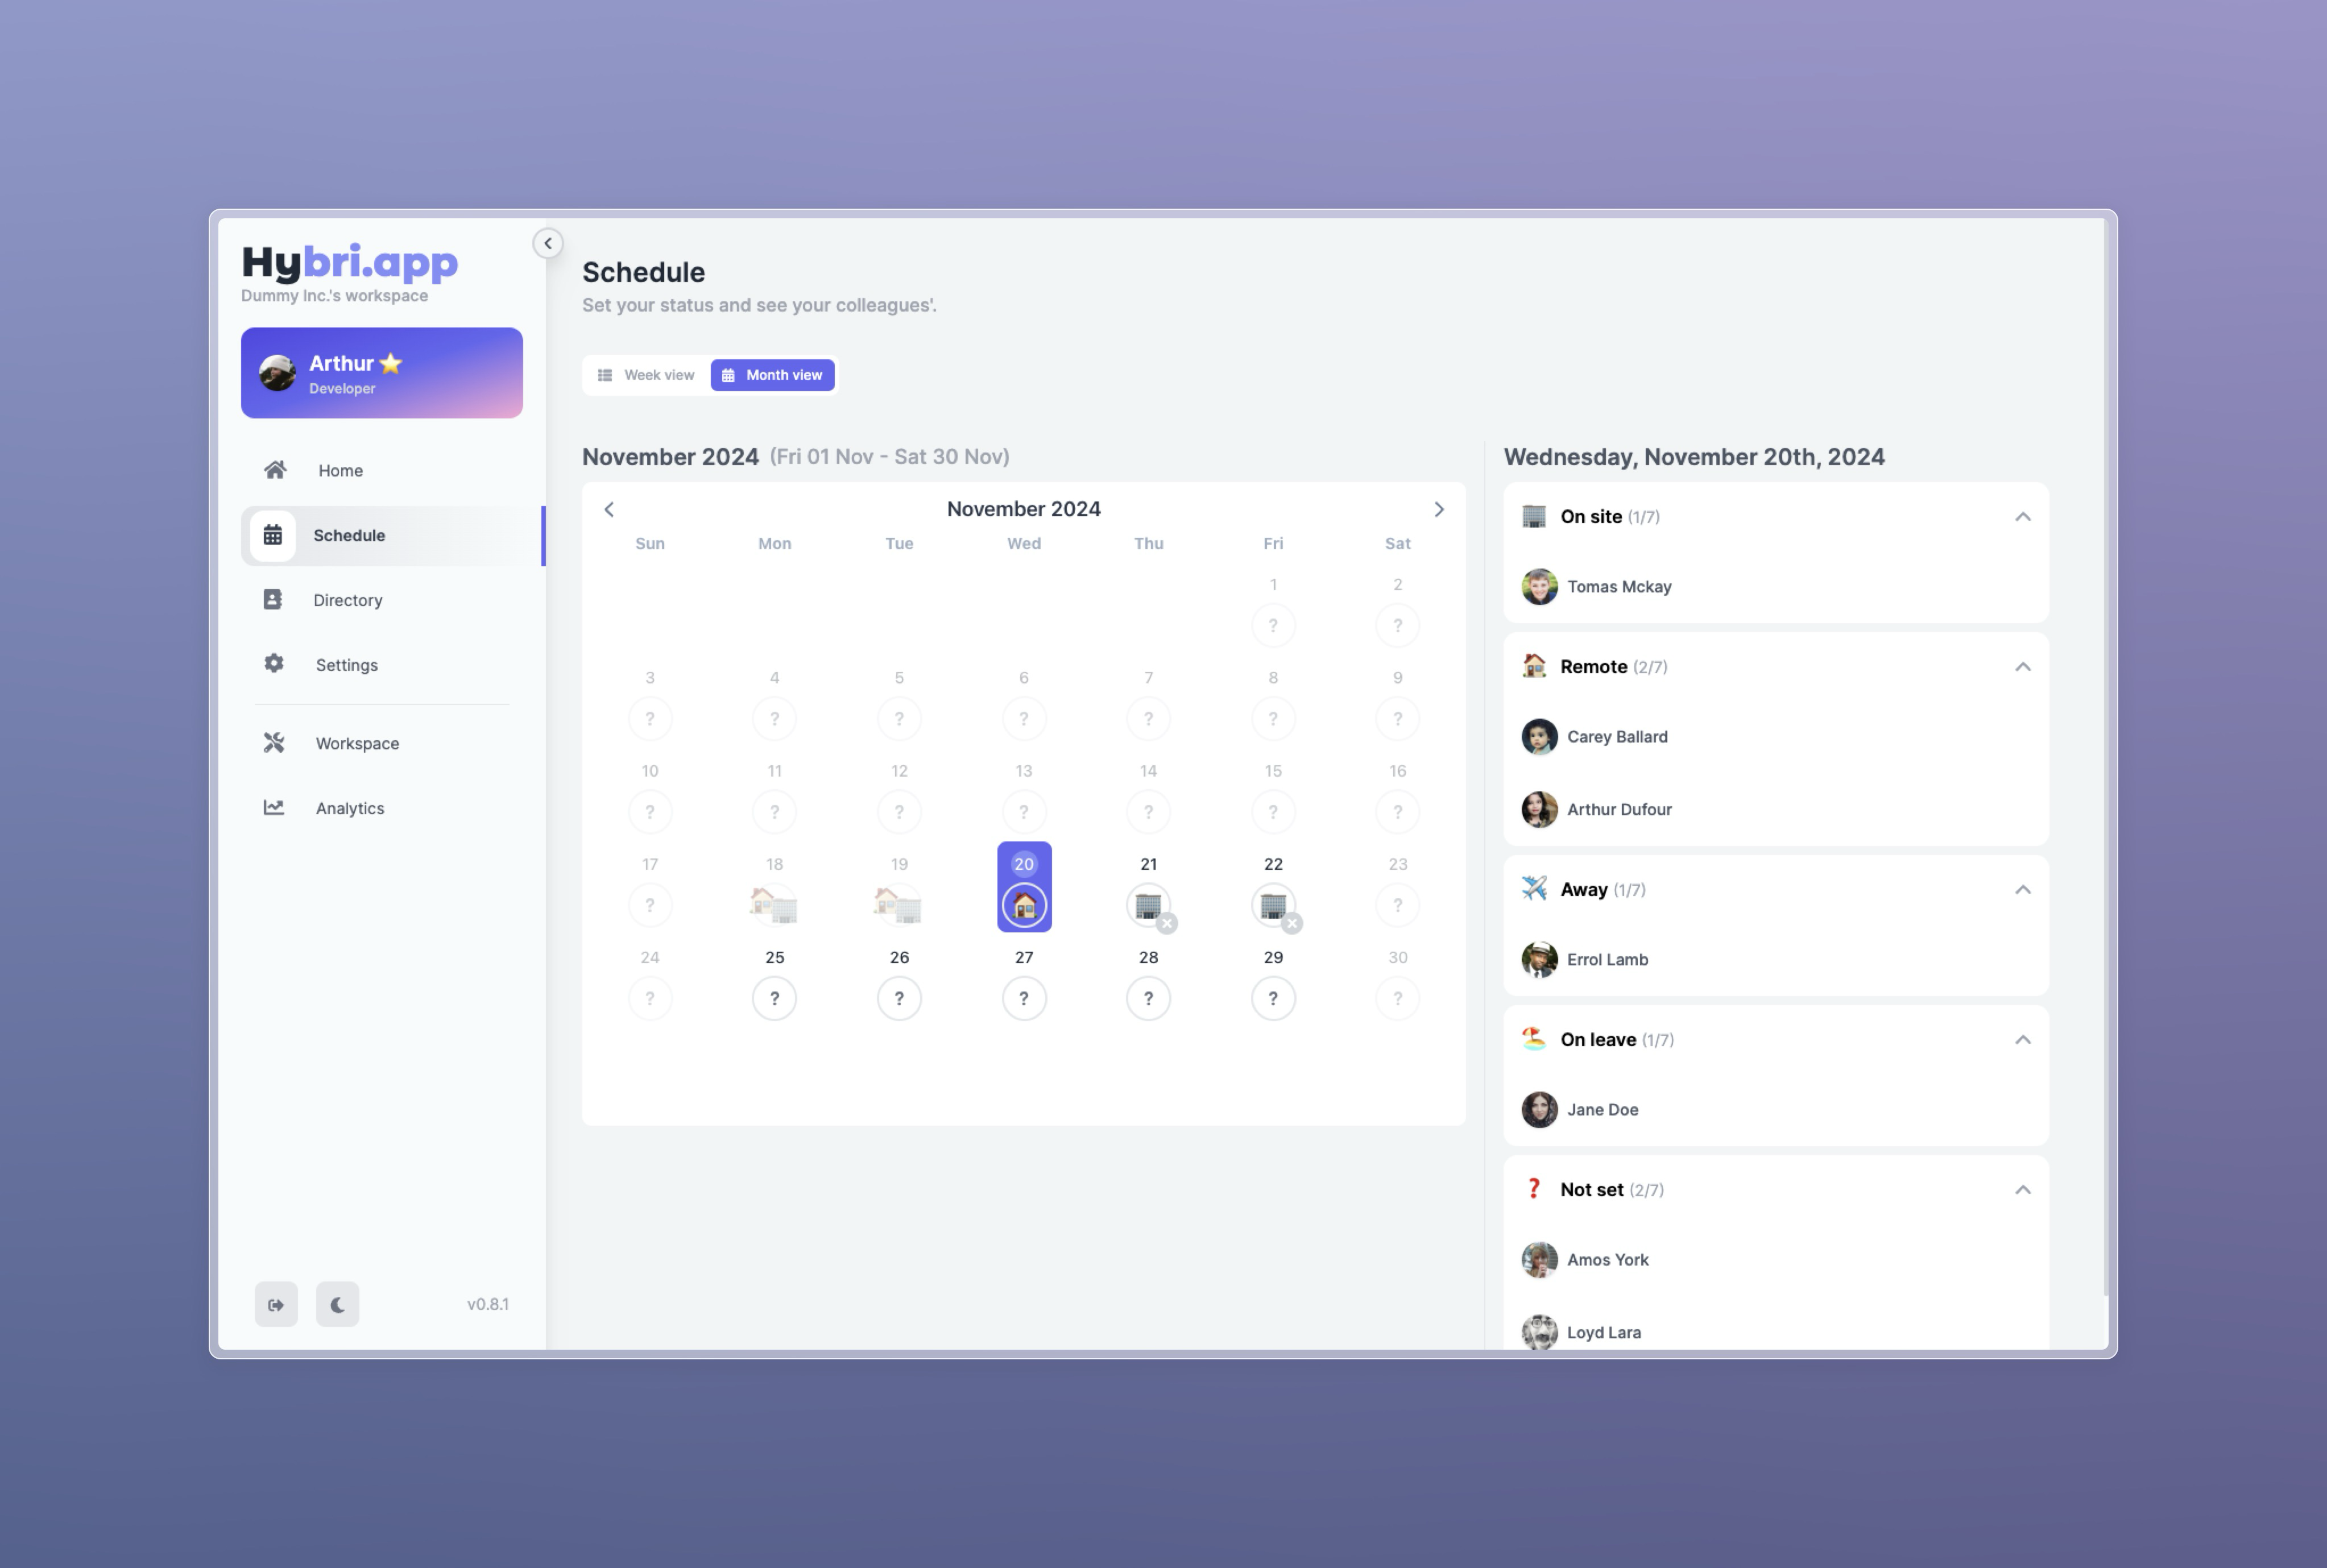 Hybri.app
Dummy Inc.'s workspace
Arthur ⭐
Developer
Home
Schedule
Directory
Settings
Workspace
Analytics
v0.8.1
Schedule
Set your status and see your colleagues'.
Week view Month view
November 2024 (Fri 01 Nov - Sat 30 Nov)
November 2024
Sun Mon Tue Wed Thu Fri Sat
1 2
? ?
3 4 5 6 7 8 9
? ? ? ? ? ? ?
10 11 12 13 14 15 16
? ? ? ? ? ? ?
17 18 19 20 21 22 23
? ?
24 25 26 27 28 29 30
? ? ? ? ? ? ?
Wednesday, November 20th, 2024
On site (1/7)
Tomas Mckay
Remote (2/7)
Carey Ballard
Arthur Dufour
Away (1/7)
Errol Lamb
On leave (1/7)
Jane Doe
❓ Not set (2/7)
Amos York
Loyd Lara